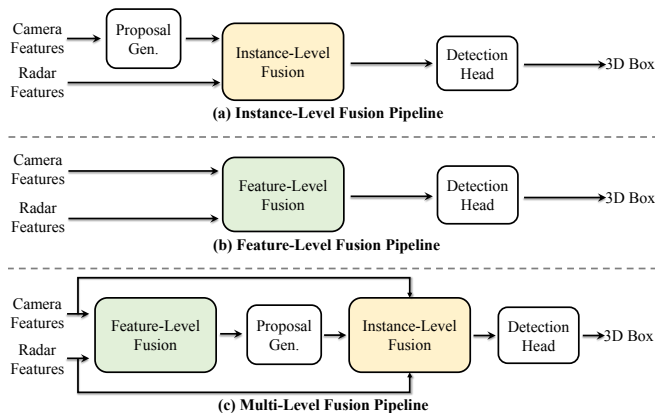 Camera
Features
Proposal
Gen.
Instance-Level
Fusion
Detection
Head
3D Box
Radar
Features
(a) Instance-Level Fusion Pipeline
Camera
Features
Feature-Level
Fusion
Detection
Head
3D Box
Radar
Features
(b) Feature-Level Fusion Pipeline
Camera
Features
Feature-Level
Fusion
Proposal
Gen.
Instance-Level
Fusion
Detection
Head
3D Box
Radar
Features
(c) Multi-Level Fusion Pipeline